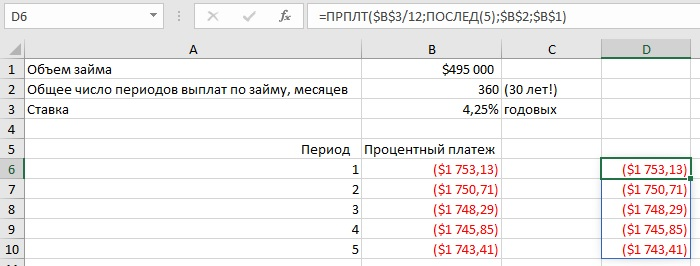 D6 fx =ПРПЛТ($B$3/12;ПОСЛЕД(5);$B$2;$B$1)
A B C D
1 Объем займа $495 000
2 Общее число периодов выплат по займу, месяцев 360 (30 лет!)
3 Ставка 4,25% годовых
4
5 Период Процентный платеж
6 1 ($1 753,13) ($1 753,13)
7 2 ($1 750,71) ($1 750,71)
8 3 ($1 748,29) ($1 748,29)
9 4 ($1 745,85) ($1 745,85)
10 5 ($1 743,41) ($1 743,41)